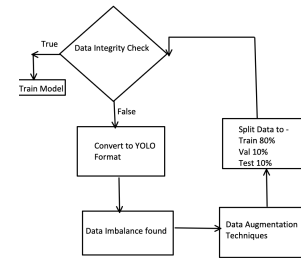 Data Integrity Check
True
Train Model
False
Convert to YOLO
Format
Split Data to -
Train 80%
Val 10%
Test 10%
Data Imbalance found
Data Augmentation
Techniques